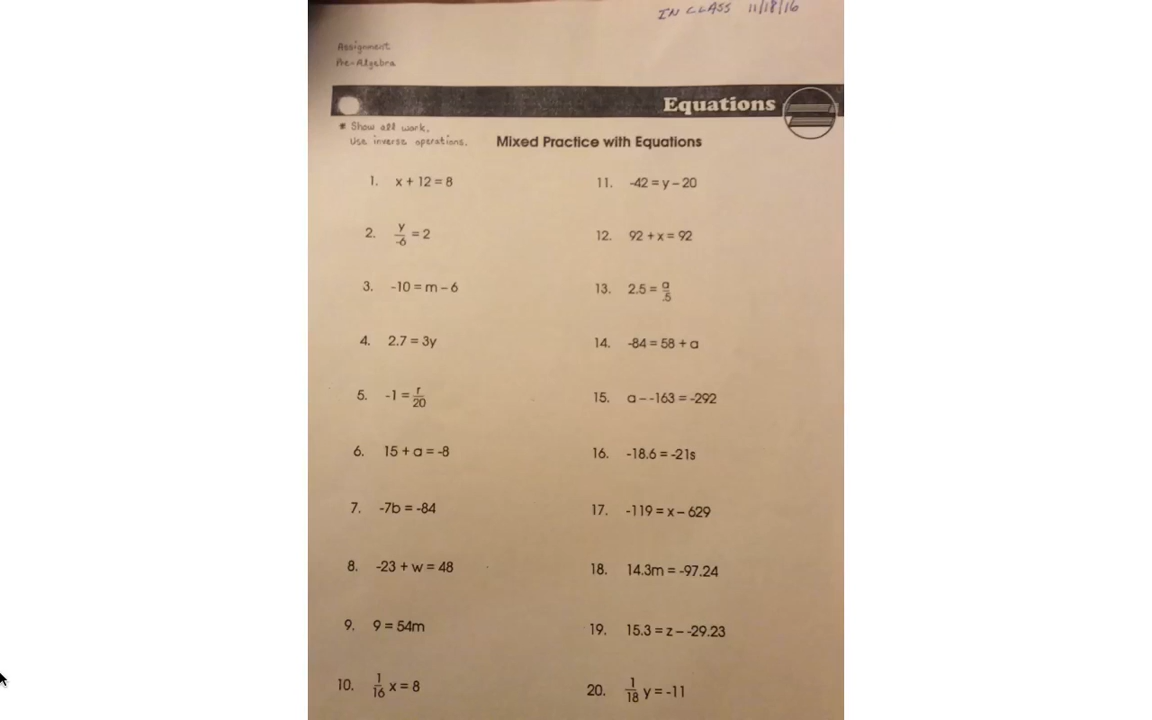 IN CLASS 11/18/16
Assignment
Pre-Algebra
Equations
* Show all work.
Use inverse operations.
Mixed Practice with Equations
1. x + 12 = 8
2. y/-6 = 2
3. -10 = m - 6
4. 2.7 = 3y
5. -1 = r/20
6. 15 + a = -8
7. -7b = -84
8. -23 + w = 48
9. 9 = 54m
10. 1/16 x = 8
11. -42 = y - 20
12. 92 + x = 92
13. 2.5 = a/.5
14. -84 = 58 + a
15. a - -163 = -292
16. -18.6 = -21s
17. -119 = x - 629
18. 14.3m = -97.24
19. 15.3 = z - -29.23
20. 1/18 y = -11